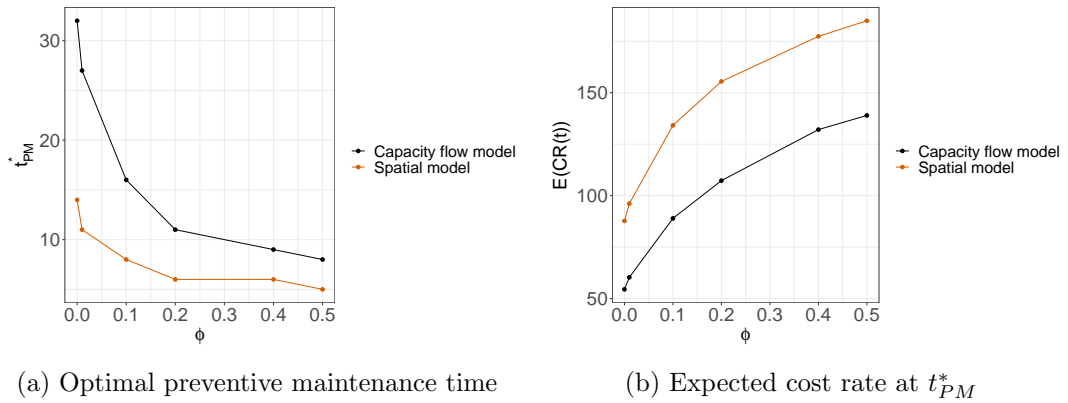 30
20
10
t*PM
0.0 0.1 0.2 0.3 0.4 0.5
ϕ
Capacity flow model
Spatial model
(a) Optimal preventive maintenance time
150
100
50
E(CR(t))
0.0 0.1 0.2 0.3 0.4 0.5
ϕ
Capacity flow model
Spatial model
(b) Expected cost rate at t*PM